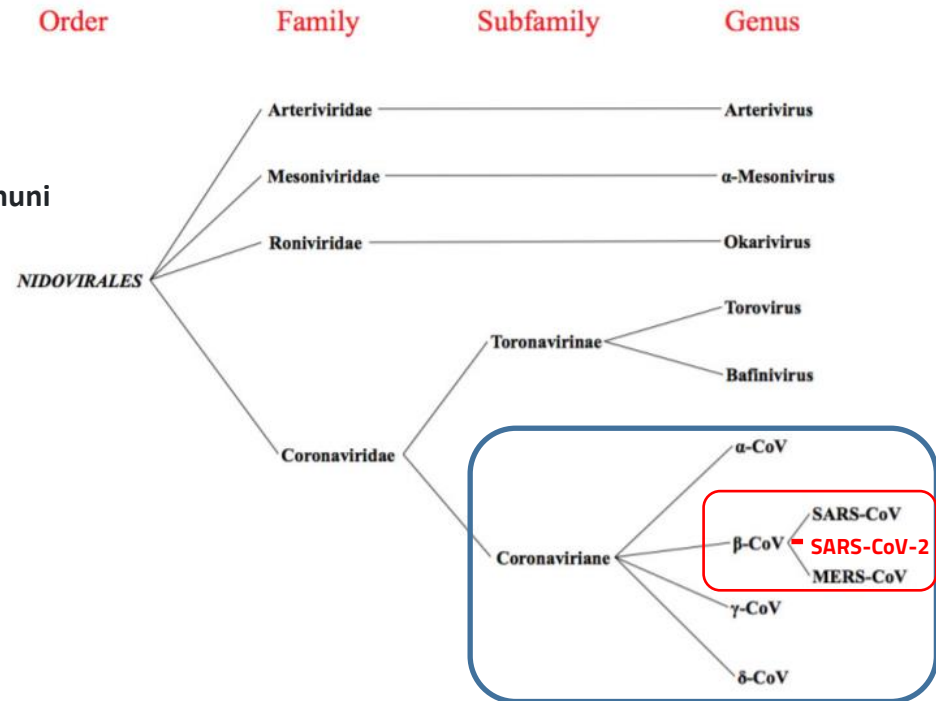 Order Family Subfamily Genus
Arteriviridae Arterivirus
Mesoniviridae α-Mesonivirus
Roniviridae Okarivirus
NIDOVIRALES
Torovirus
Toronavirinae
Bafinivirus
α-CoV
Coronaviridae
SARS-CoV
β-CoV SARS-CoV-2
Coronaviriane
MERS-CoV
γ-CoV
δ-CoV